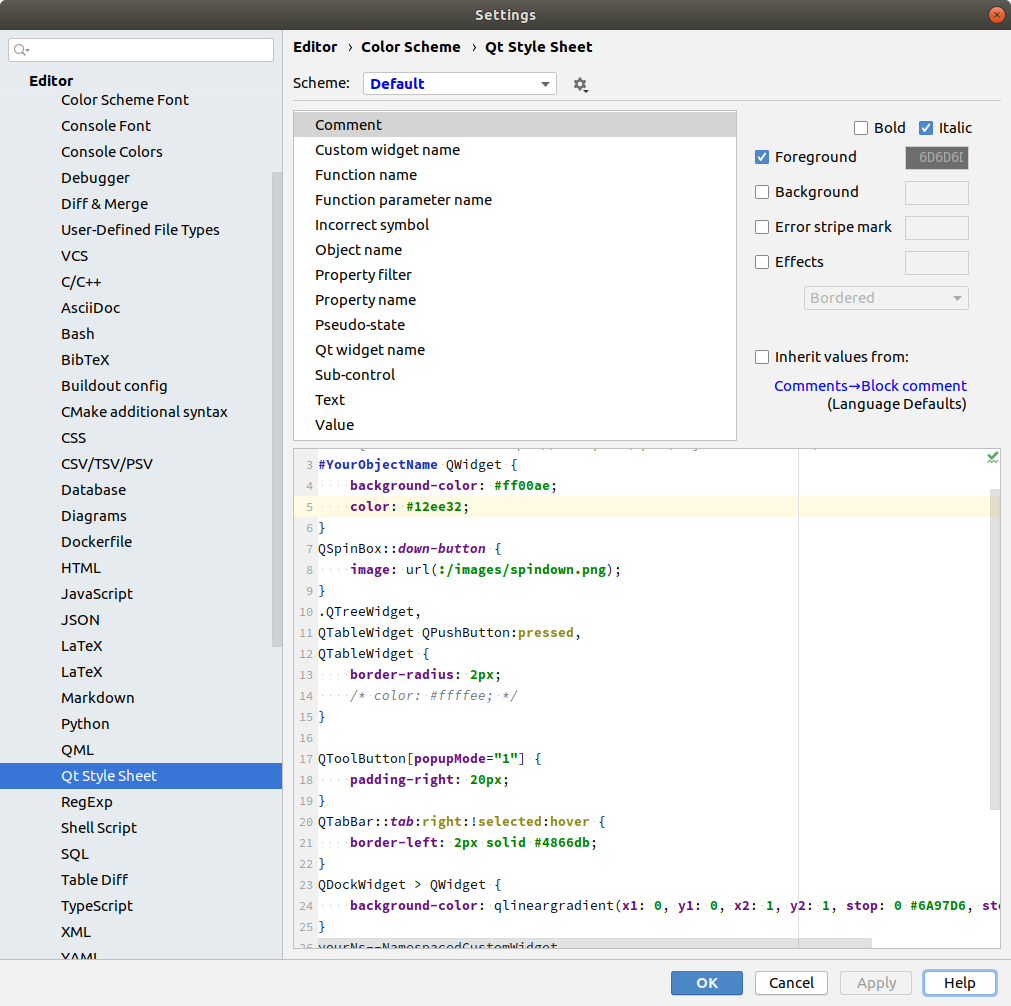 Settings
Editor
Color Scheme Font
Console Font
Console Colors
Debugger
Diff & Merge
User-Defined File Types
VCS
C/C++
AsciiDoc
Bash
BibTeX
Buildout config
CMake additional syntax
CSS
CSV/TSV/PSV
Database
Diagrams
Dockerfile
HTML
JavaScript
JSON
LaTeX
LaTeX
Markdown
Python
QML
Qt Style Sheet
RegExp
Shell Script
SQL
Table Diff
TypeScript
XML
YAML
Editor › Color Scheme › Qt Style Sheet
Scheme: Default
Comment
Custom widget name
Function name
Function parameter name
Incorrect symbol
Object name
Property filter
Property name
Pseudo-state
Qt widget name
Sub-control
Text
Value
Bold Italic
Foreground 6D6D6D
Background
Error stripe mark
Effects
Bordered
Inherit values from:
Comments→Block comment
(Language Defaults)
3 #YourObjectName QWidget {
4 background-color: #ff00ae;
5 color: #12ee32;
6 }
7 QSpinBox::down-button {
8 image: url(:/images/spindown.png);
9 }
10 .QTreeWidget,
11 QTableWidget QPushButton:pressed,
12 QTableWidget {
13 border-radius: 2px;
14 /* color: #ffffee; */
15 }
16
17 QToolButton[popupMode="1"] {
18 padding-right: 20px;
19 }
20 QTabBar::tab:right:!selected:hover {
21 border-left: 2px solid #4866db;
22 }
23 QDockWidget > QWidget {
24 background-color: qlineargradient(x1: 0, y1: 0, x2: 1, y2: 1, stop: 0 #6A97D6, sto
25 }
26 yourNs--NamespacedCustomWidget
OK Cancel Apply Help